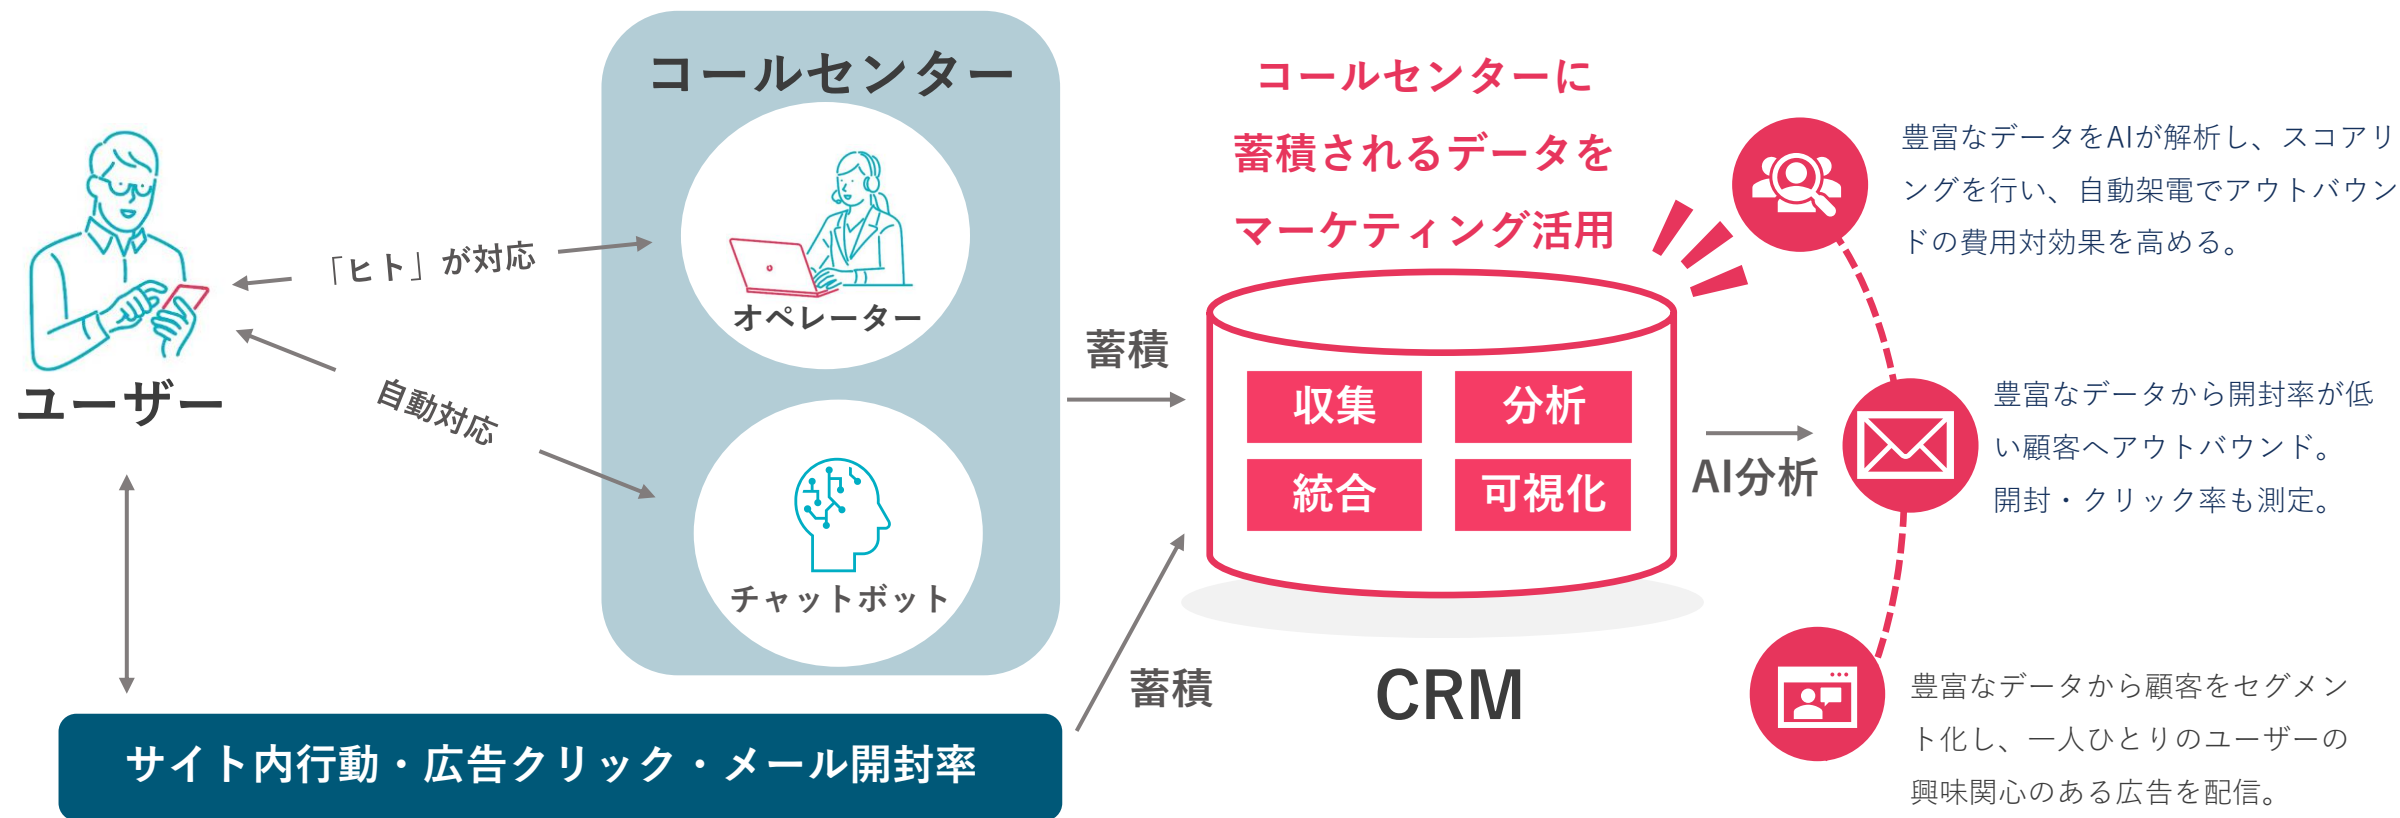 コールセンター
オペレーター
チャットボット
ユーザー
「ヒト」が対応
自動対応
サイト内行動・広告クリック・メール開封率
蓄積
蓄積
コールセンターに
蓄積されるデータを
マーケティング活用
収集
分析
統合
可視化
CRM
AI分析
豊富なデータをAIが解析し、スコアリ
ングを行い、自動架電でアウトバウン
ドの費用対効果を高める。
豊富なデータから開封率が低
い顧客へアウトバウンド。
開封・クリック率も測定。
豊富なデータから顧客をセグメン
ト化し、一人ひとりのユーザーの
興味関心のある広告を配信。